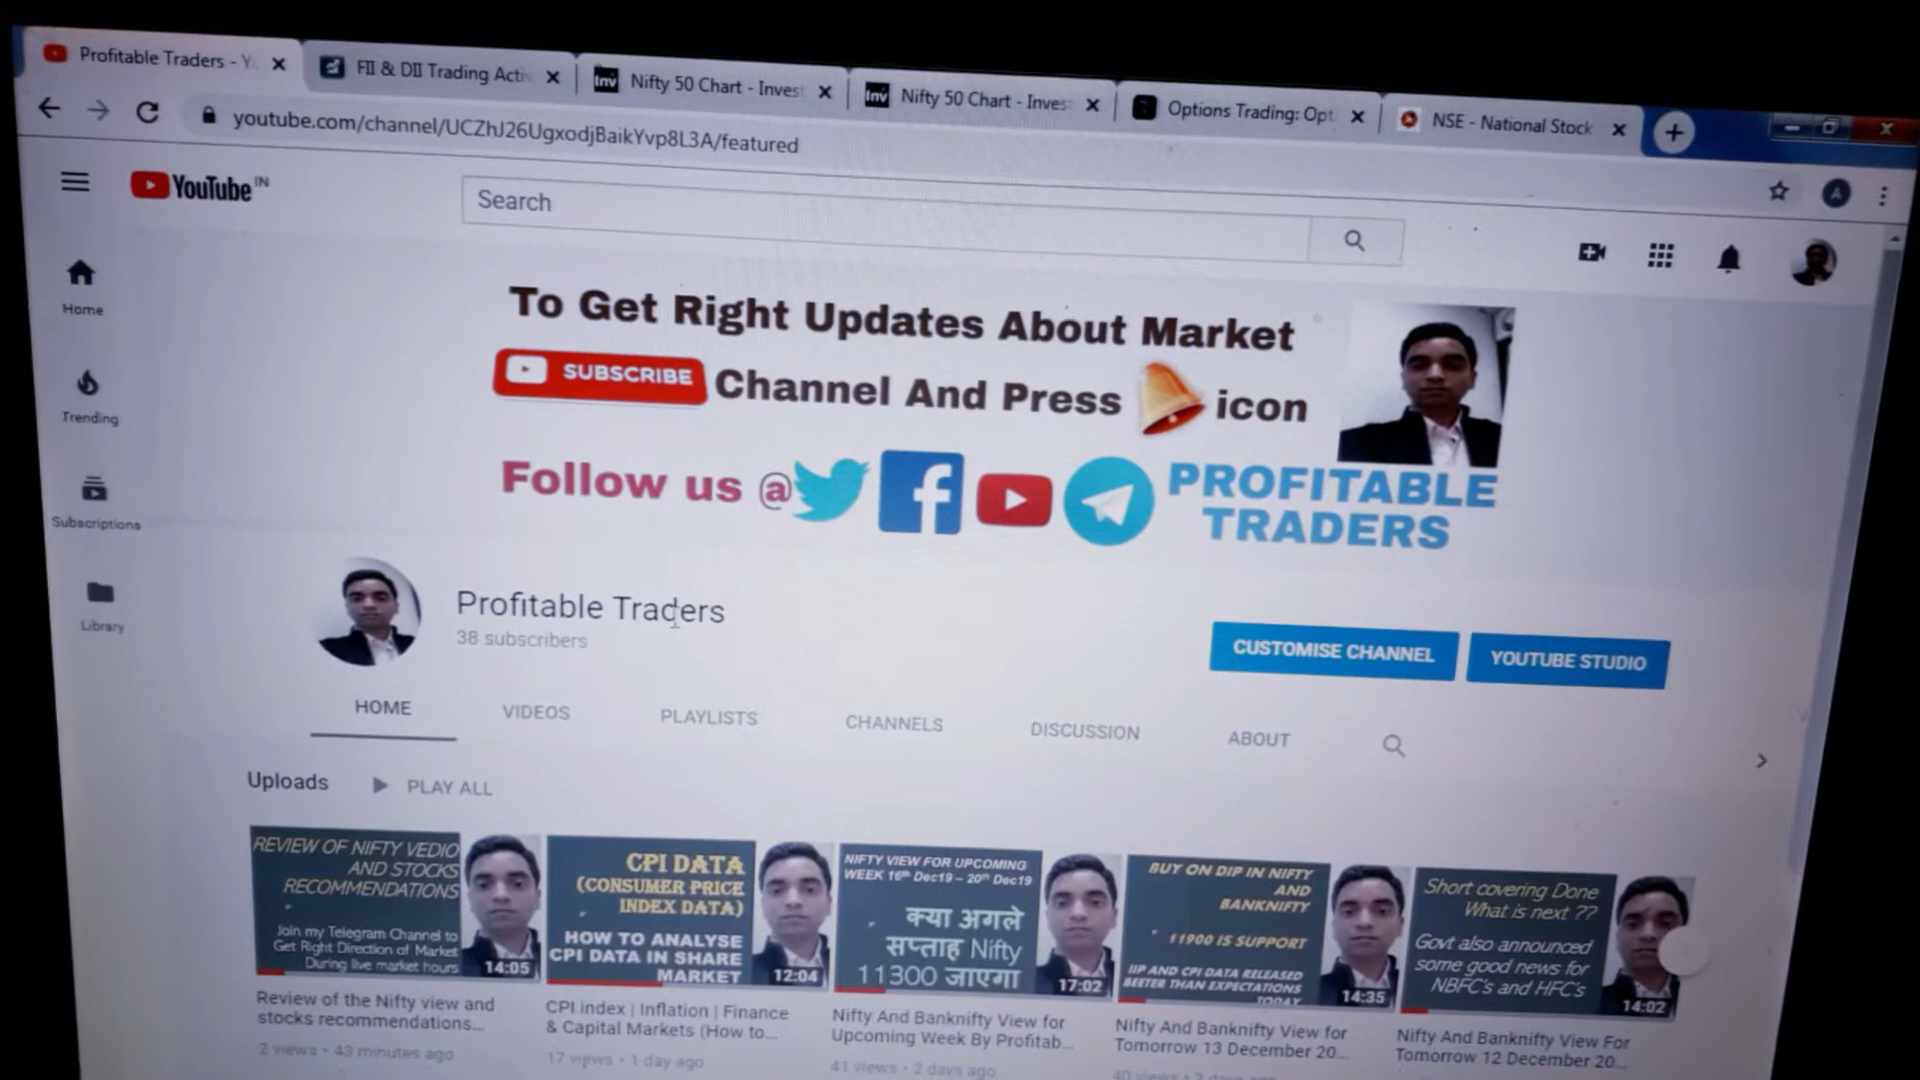 Profitable Traders - Y
FII & DII Trading Acti
Nifty 50 Chart - Invest
Nifty 50 Chart - Inves
Options Trading: Opt
NSE - National Stock
youtube.com/channel/UCZhJ26UgxodjBaikYvp8L3A/featured
YouTube IN
Search
A
Home
Trending
Subscriptions
Library
To Get Right Updates About Market
SUBSCRIBE Channel And Press icon
Follow us @ PROFITABLE
TRADERS
Profitable Traders
38 subscribers
CUSTOMISE CHANNEL
YOUTUBE STUDIO
HOME VIDEOS PLAYLISTS CHANNELS DISCUSSION ABOUT
Uploads PLAY ALL
REVIEW OF NIFTY VEDIO
AND STOCKS
RECOMMENDATIONS
Join my Telegram Channel to
Get Right Direction of Market
During live market hours
14:05
Review of the Nifty view and
stocks recommendations...
2 views • 43 minutes ago
CPI DATA
(CONSUMER PRICE
INDEX DATA)
HOW TO ANALYSE
CPI DATA IN SHARE
MARKET
12:04
CPI index | Inflation | Finance
& Capital Markets (How to...
17 views • 1 day ago
NIFTY VIEW FOR UPCOMING
WEEK 16th Dec19 – 20th Dec19
क्या अगले
सप्ताह Nifty
11300 जाएगा
17:02
Nifty And Banknifty View for
Upcoming Week By Profitab...
41 views • 2 days ago
BUY ON DIP IN NIFTY
AND
BANKNIFTY
11900 IS SUPPORT
IIP AND CPI DATA RELEASED
BEETER THAN EXPECTATIONS
TODAY
14:35
Nifty And Banknifty View for
Tomorrow 13 December 20...
40 views • 3 days ago
Short covering Done
What is next ??
Govt also announced
some good news for
NBFC's and HFC's
14:02
Nifty And Banknifty View For
Tomorrow 12 December 20...